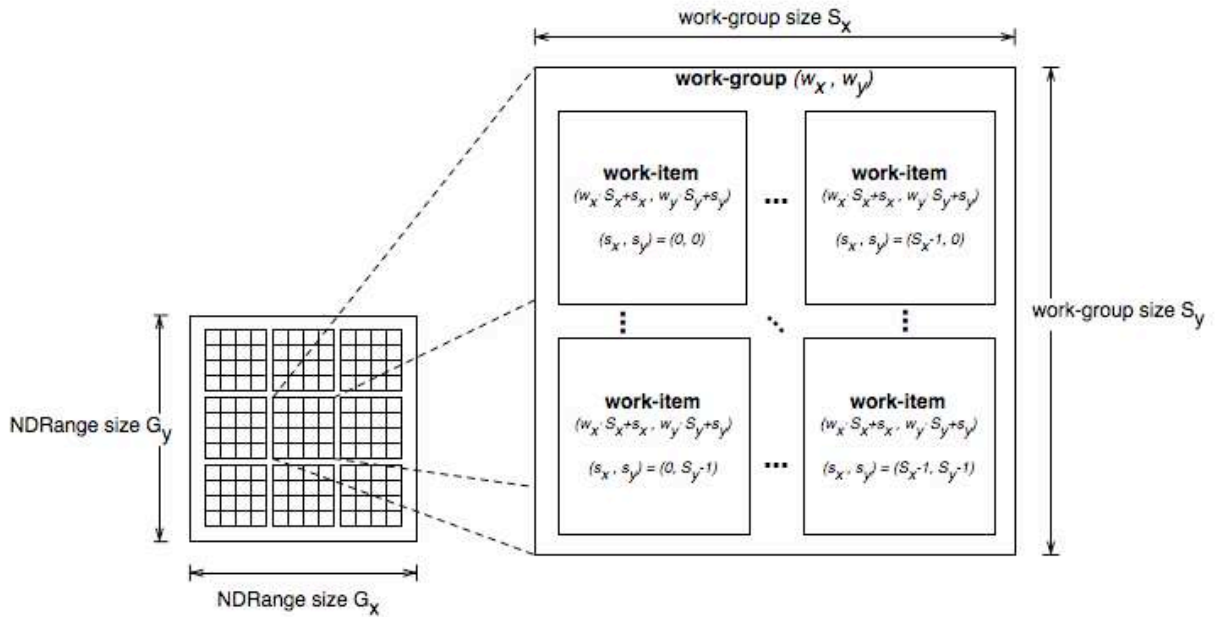 work-group size Sx
work-group (wx , wy)
work-item
(wx· Sx+sx , wy· Sy+sy)
(sx , sy) = (0, 0)
...
work-item
(wx· Sx+sx , wy· Sy+sy)
(sx , sy) = (Sx-1, 0)
work-group size Sy
work-item
(wx· Sx+sx , wy· Sy+sy)
(sx , sy) = (0, Sy-1)
...
work-item
(wx· Sx+sx , wy· Sy+sy)
(sx , sy) = (Sx-1, Sy-1)
NDRange size Gy
NDRange size Gx